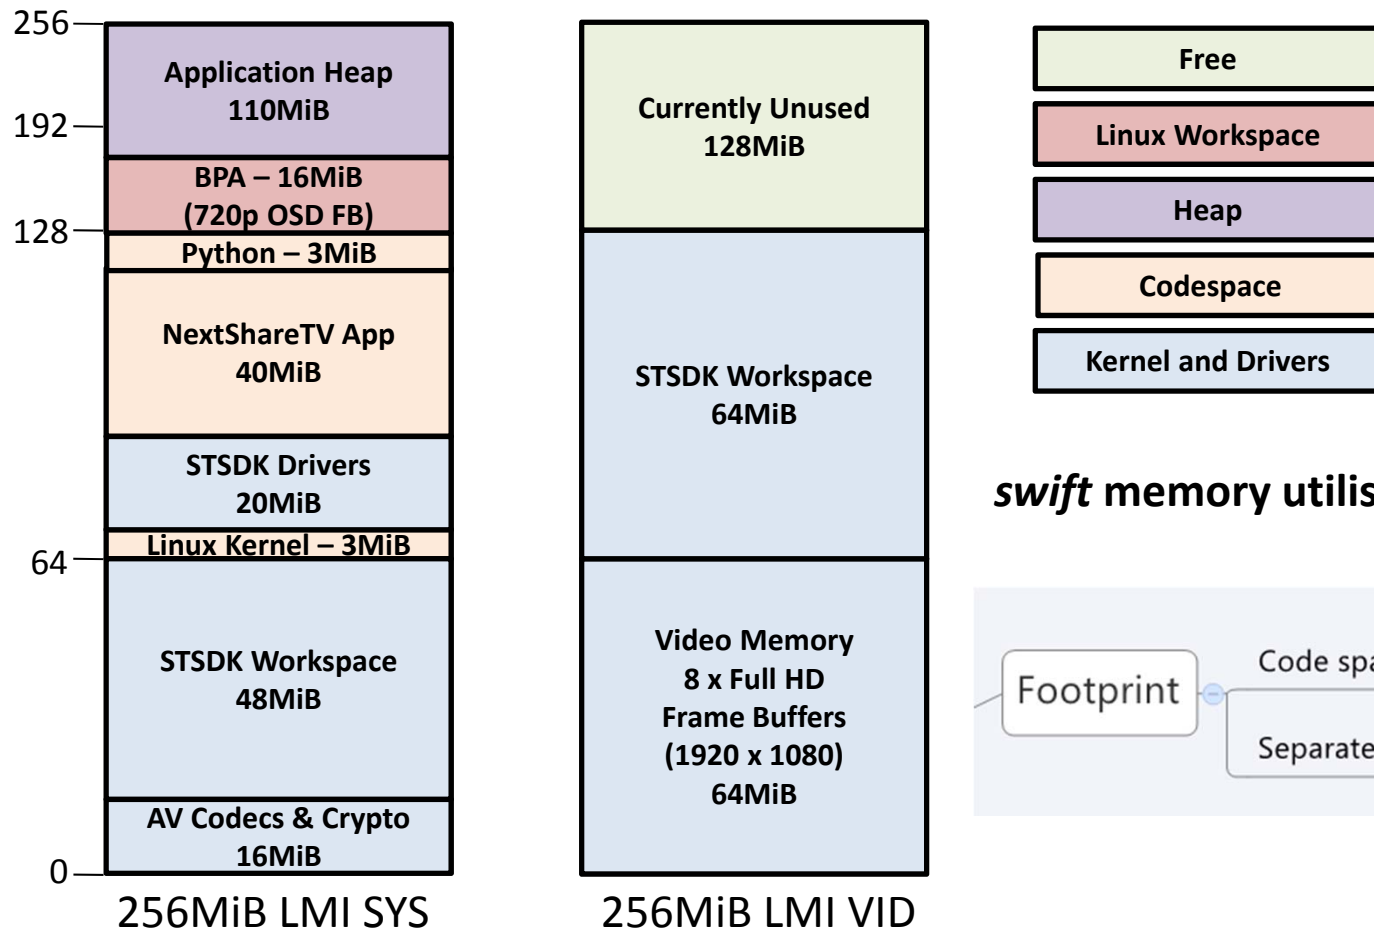 256
192
128
64
0
Application Heap
110MiB
BPA – 16MiB
(720p OSD FB)
Python – 3MiB
NextShareTV App
40MiB
STSDK Drivers
20MiB
Linux Kernel – 3MiB
STSDK Workspace
48MiB
AV Codecs & Crypto
16MiB
256MiB LMI SYS
Currently Unused
128MiB
STSDK Workspace
64MiB
Video Memory
8 x Full HD
Frame Buffers
(1920 x 1080)
64MiB
256MiB LMI VID
Free
Linux Workspace
Heap
Codespace
Kernel and Drivers
swift memory
Footprint
Code
Separate